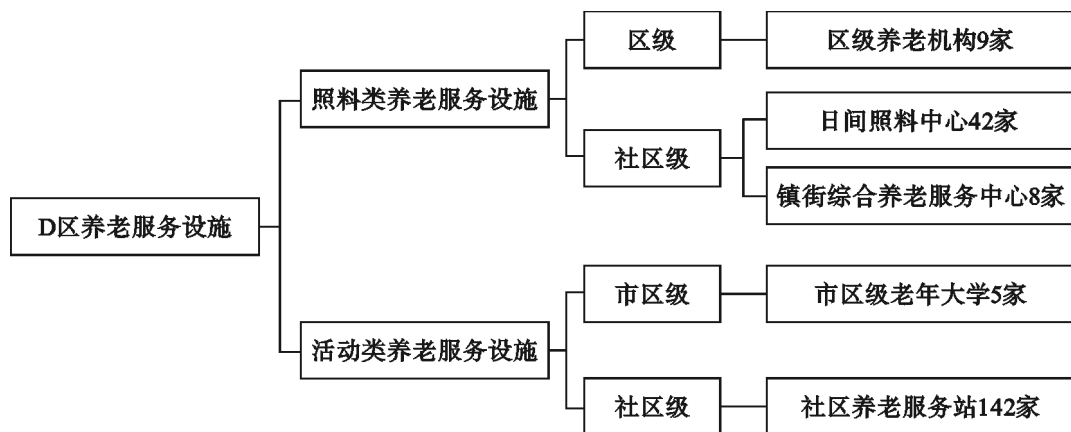 D区养老服务设施
照料类养老服务设施
区级
区级养老机构9家
社区级
日间照料中心42家
镇街综合养老服务中心8家
活动类养老服务设施
市区级
市区级老年大学5家
社区级
社区养老服务站142家